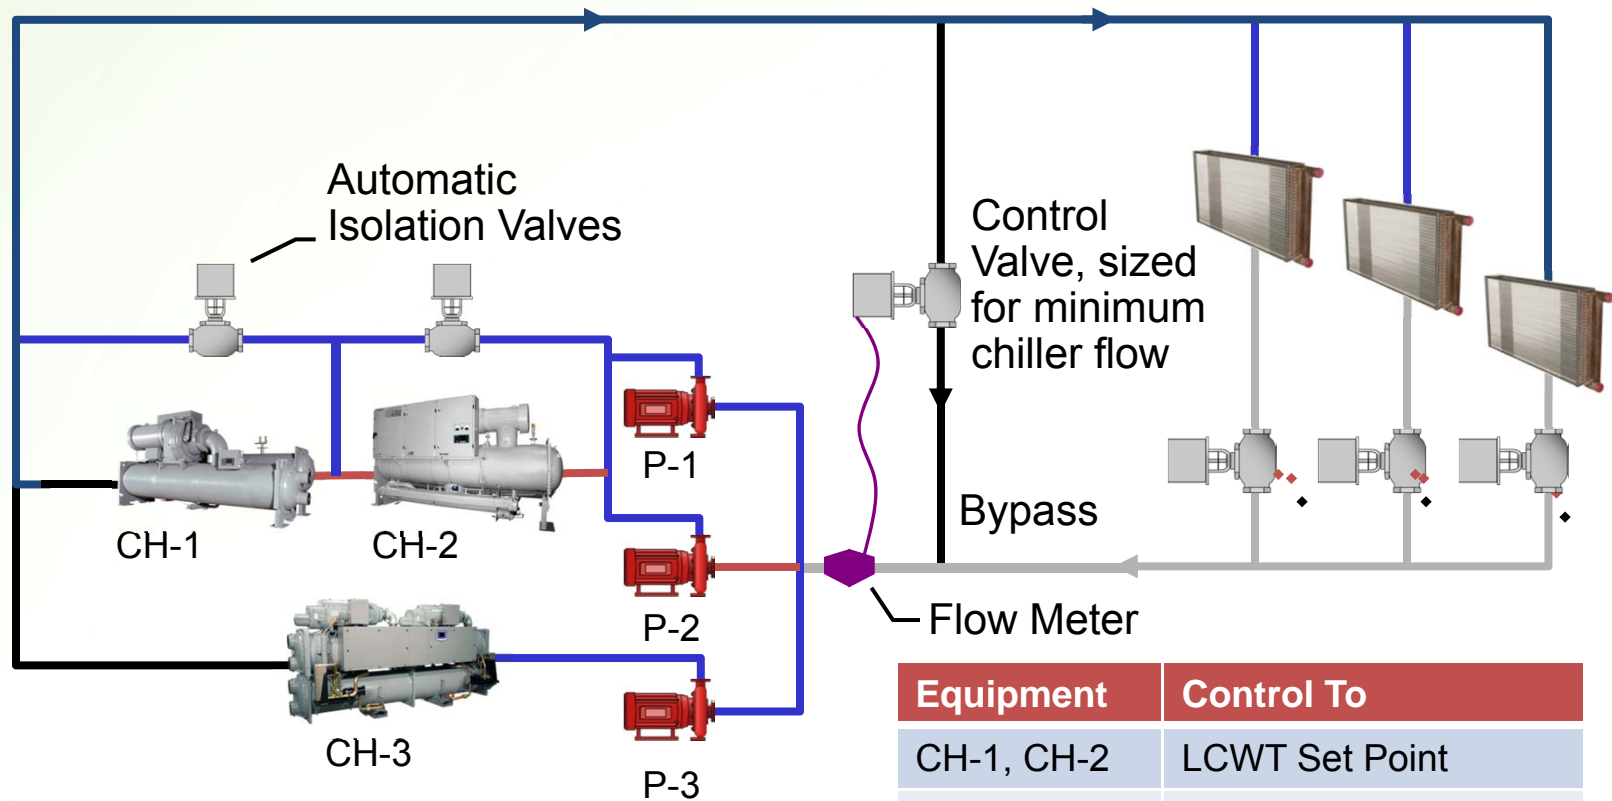 Automatic
Isolation Valves
Control
Valve, sized
for minimum
chiller flow
P-1
CH-1
CH-2
Bypass
P-2
Flow Meter
CH-3
P-3
Equipment
Control To
CH-1, CH-2
LCWT Set Point